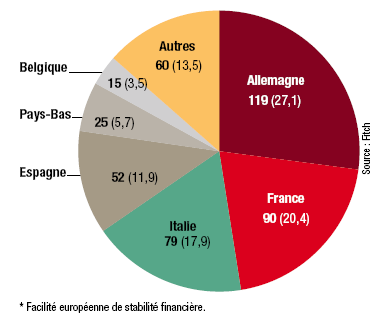 Autres
60 (13,5)
Belgique
15 (3,5)
Allemagne
119 (27,1)
Pays-Bas
25 (5,7)
Source : Fitch
Espagne
52 (11,9)
France
90 (20,4)
Italie
79 (17,9)
* Facilité européenne de stabilité financière.